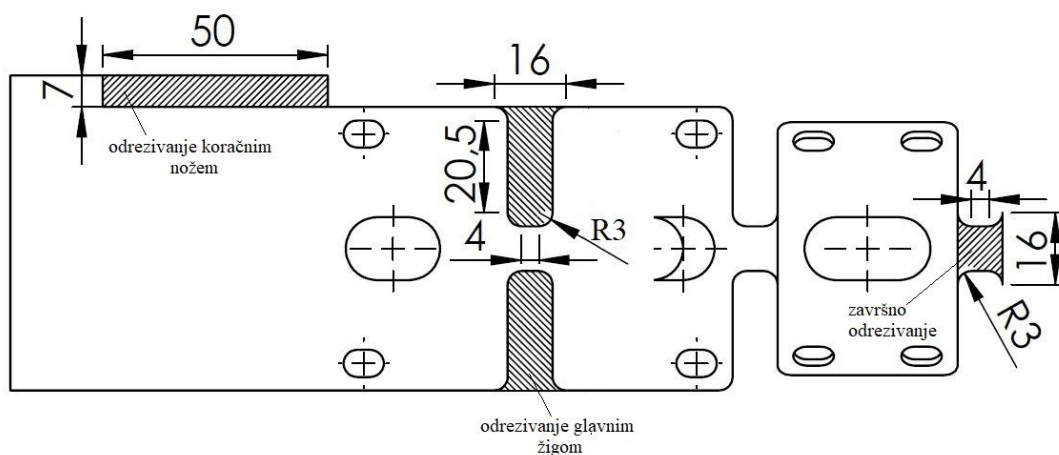 50
7
odrezivanje koračnim
nožem
16
20,5
4
R3
odrezivanje glavnim
žigom
4
16
R3
završno
odrezivanje